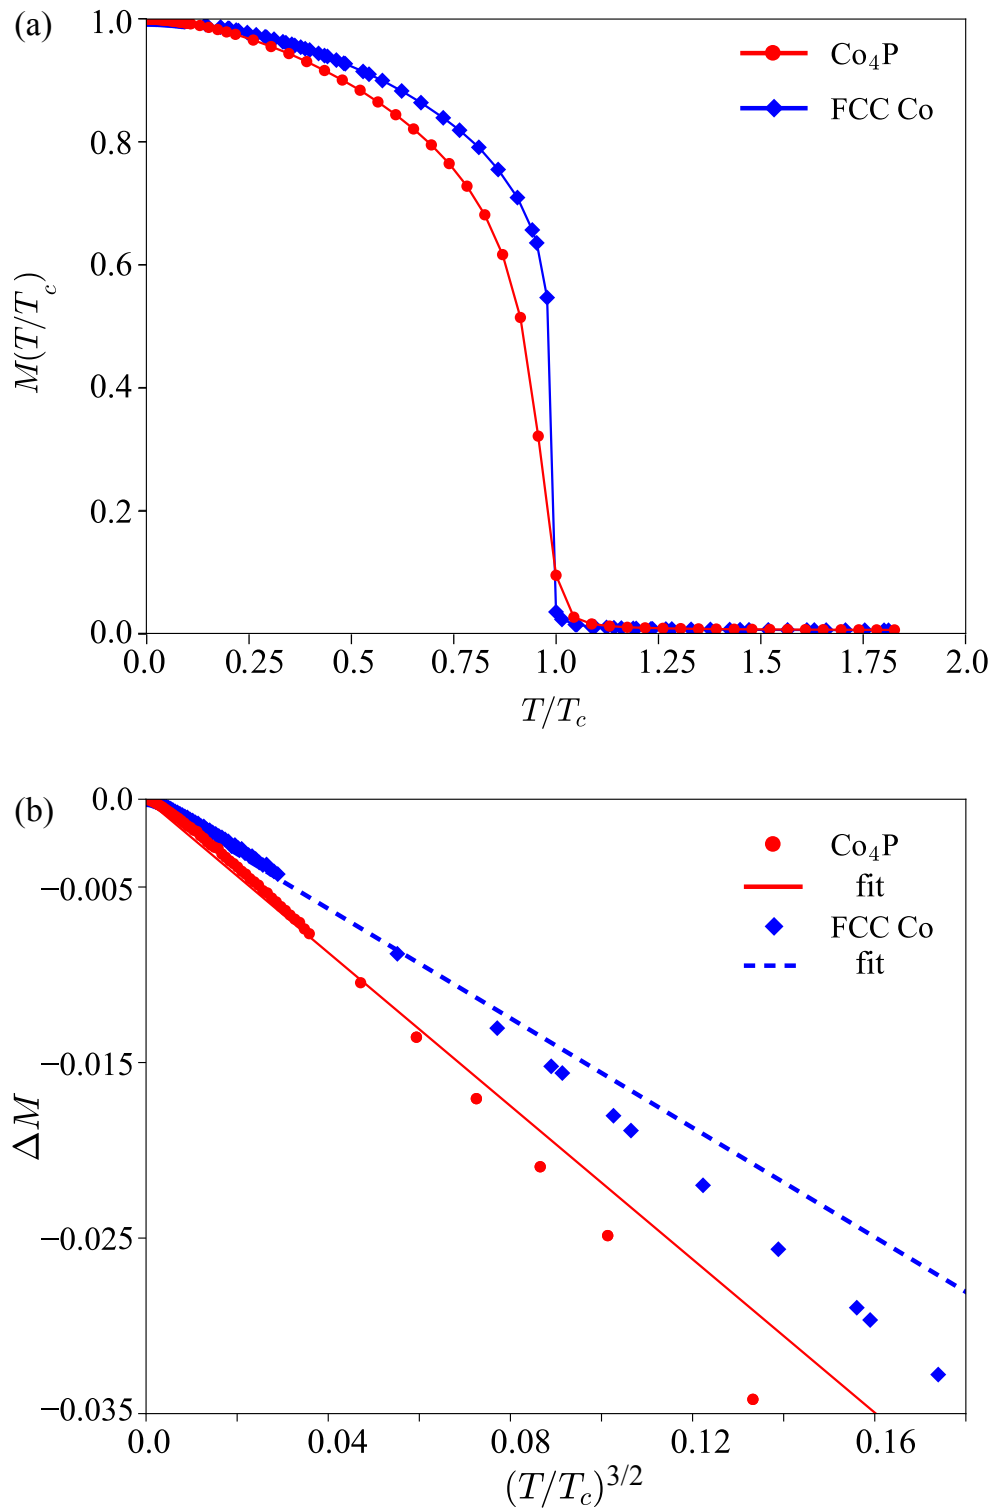 (a)
1.0
0.8
0.6
0.4
0.2
0.0
M(T/T_c)
Co₄P
FCC Co
0.0 0.25 0.5 0.75 1.0 1.25 1.5 1.75 2.0
T/T_c
(b)
0.0
−0.005
−0.015
−0.025
−0.035
ΔM
Co₄P
fit
FCC Co
fit
0.0 0.04 0.08 0.12 0.16
(T/T_c)^{3/2}